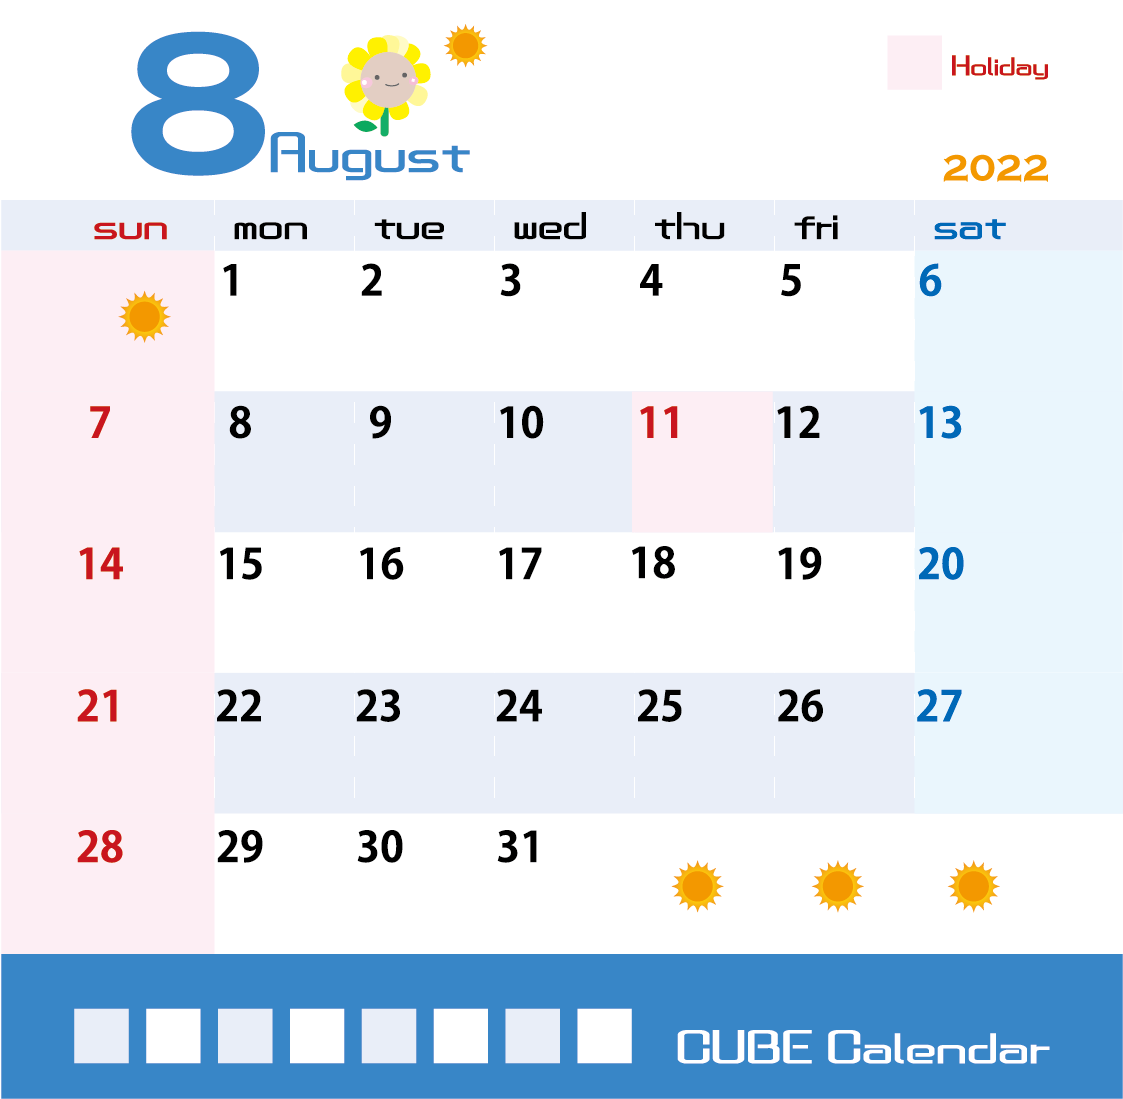 8 August
Holiday
2022
sun mon tue wed thu fri sat
1 2 3 4 5 6
7 8 9 10 11 12 13
14 15 16 17 18 19 20
21 22 23 24 25 26 27
28 29 30 31
CUBE Calendar